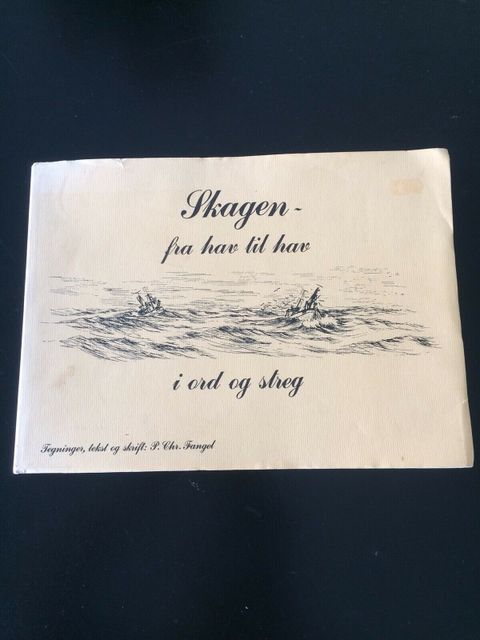 Skagen -
fra hav til hav
i ord og streg
Tegninger, tekst og skrift: P. Chr. Fangel